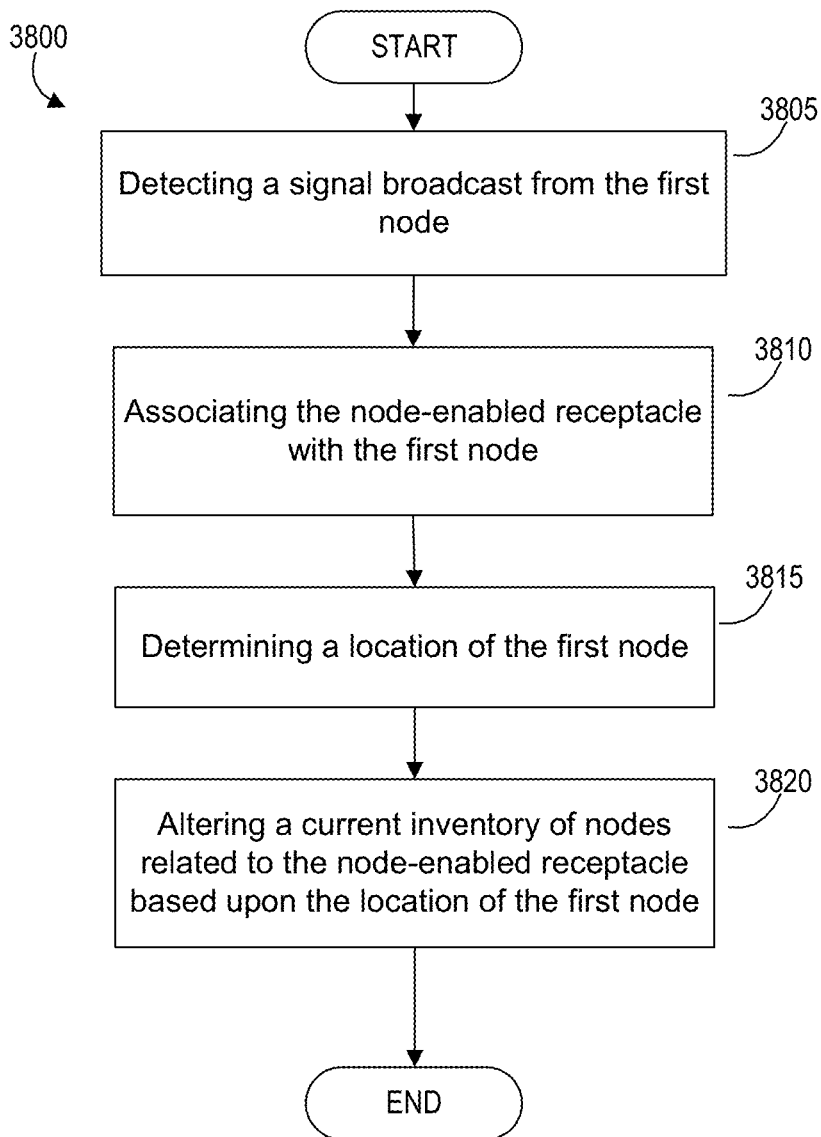 3800
START
3805
Detecting a signal broadcast from the first
node
3810
Associating the node-enabled receptacle
with the first node
3815
Determining a location of the first node
3820
Altering a current inventory of nodes
related to the node-enabled receptacle
based upon the location of the first node
END